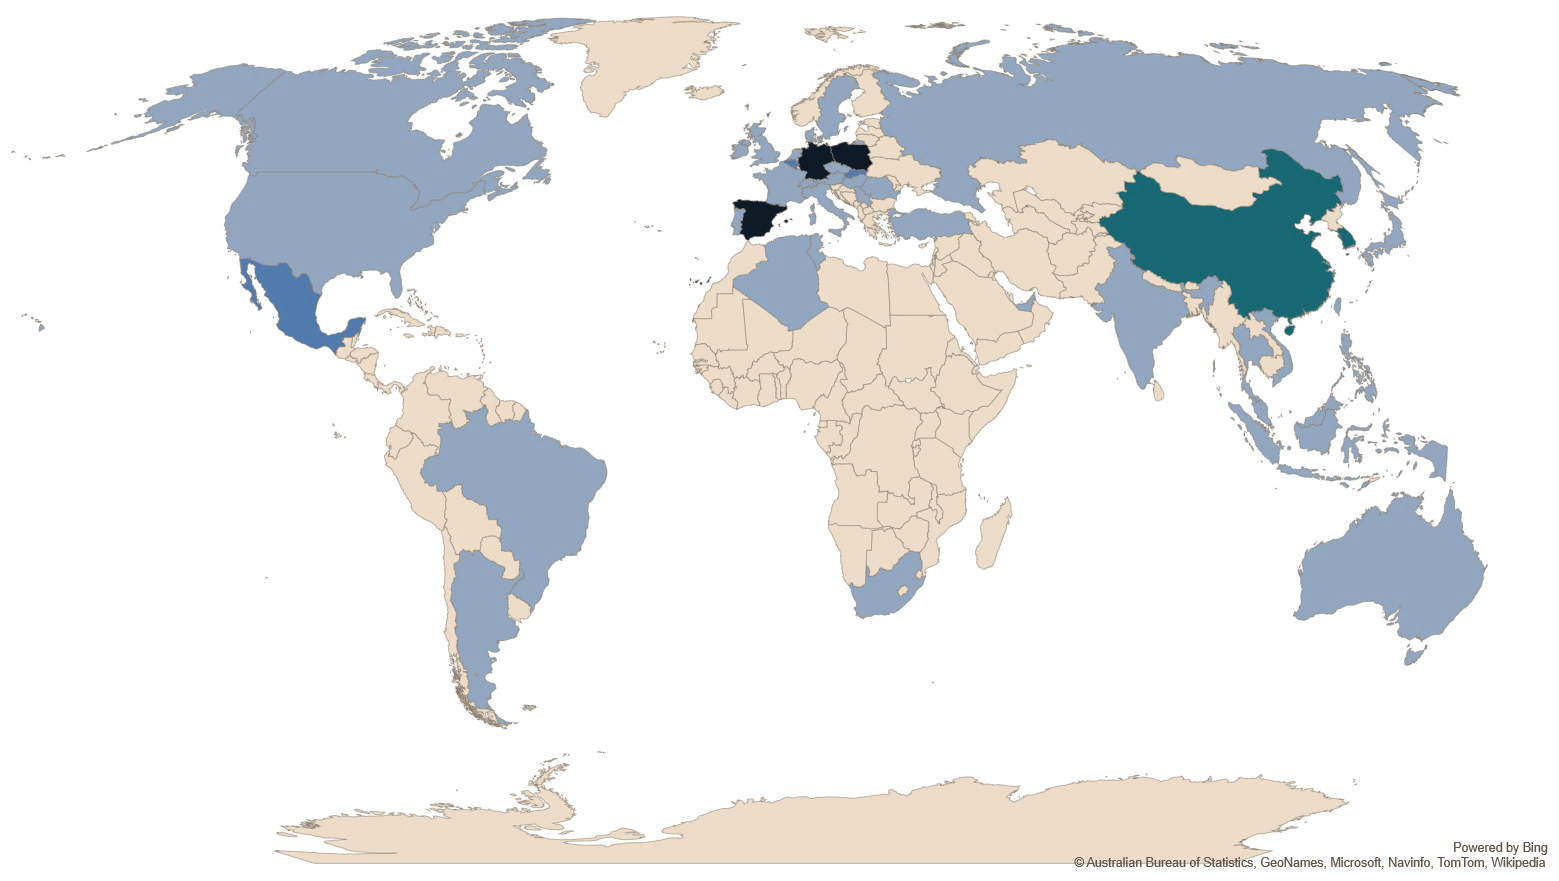 Powered by Bing
© Australian Bureau of Statistics, GeoNames, Microsoft, Navinfo, TomTom, Wikipedia